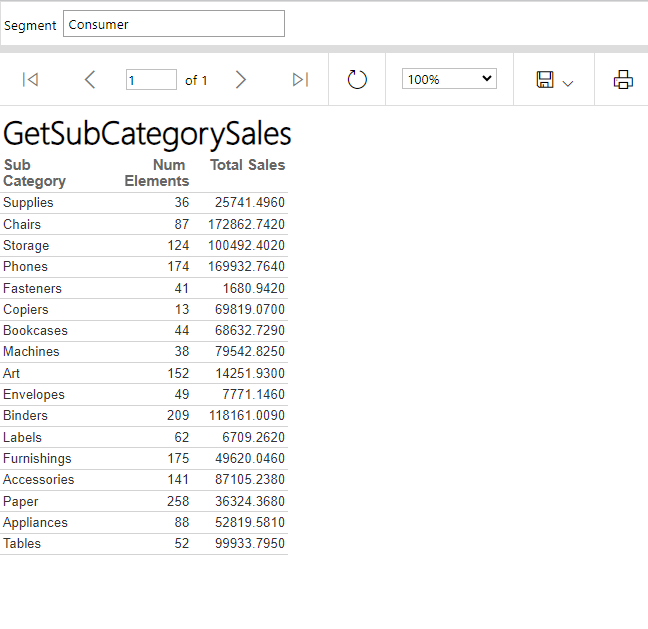 Segment Consumer
1 of 1 100%
GetSubCategorySales
Sub Num Total Sales
Category Elements
Supplies 36 25741.4960
Chairs 87 172862.7420
Storage 124 100492.4020
Phones 174 169932.7640
Fasteners 41 1680.9420
Copiers 13 69819.0700
Bookcases 44 68632.7290
Machines 38 79542.8250
Art 152 14251.9300
Envelopes 49 7771.1460
Binders 209 118161.0090
Labels 62 6709.2620
Furnishings 175 49620.0460
Accessories 141 87105.2380
Paper 258 36324.3680
Appliances 88 52819.5810
Tables 52 99933.7950